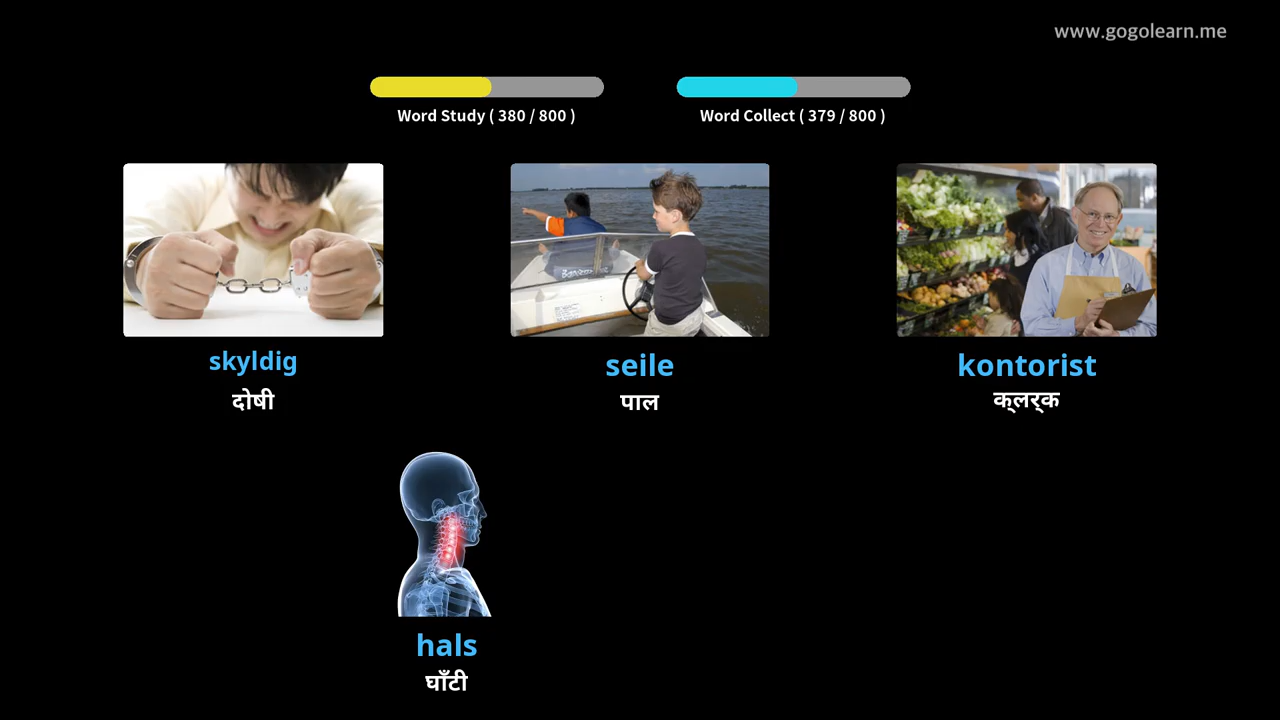 www.gogolearn.me
Word Study ( 380 / 800 )
Word Collect ( 379 / 800 )
skyldig
दोषी
seile
पाल
kontorist
क्लर्क
hals
घाँटी